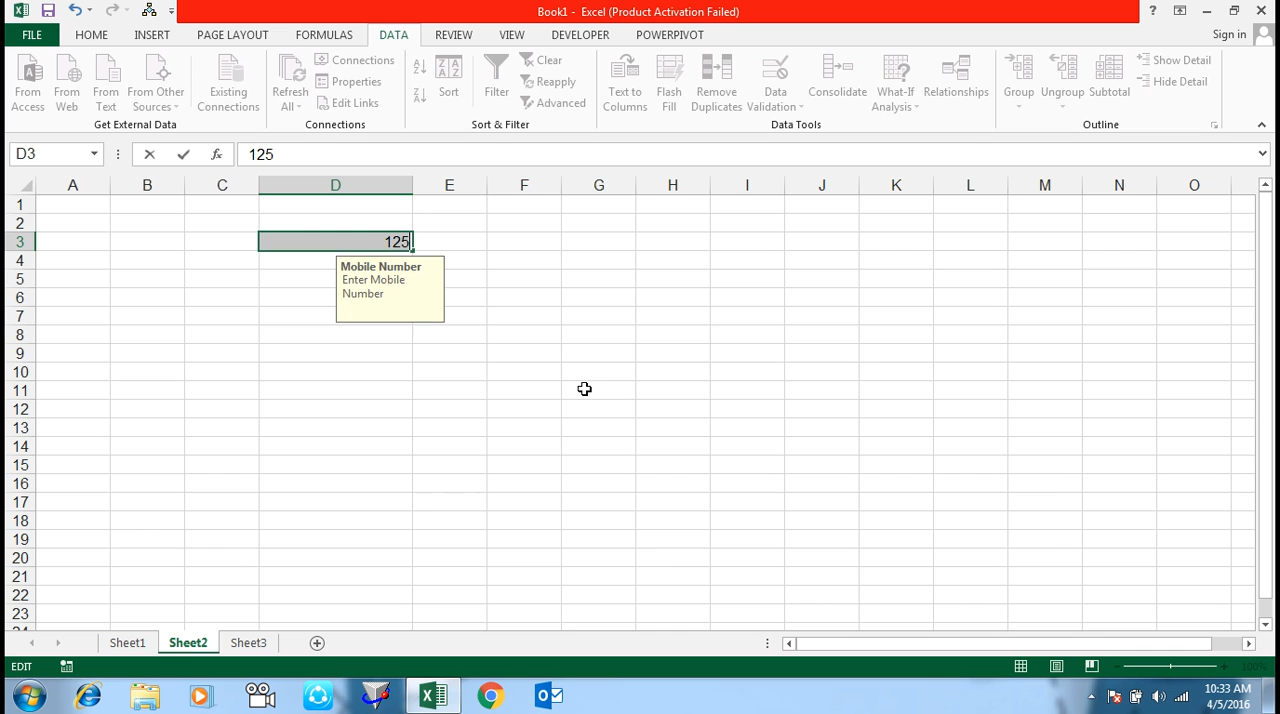 Book1 - Excel (Product Activation Failed)
FILE HOME INSERT PAGE LAYOUT FORMULAS DATA REVIEW VIEW DEVELOPER POWERPIVOT Sign in
From Access
From Web
From Text
From Other Sources
Existing Connections
Get External Data
Refresh All
Connections
Properties
Edit Links
Connections
Sort
Filter
Clear
Reapply
Advanced
Sort & Filter
Text to Columns
Flash Fill
Remove Duplicates
Data Validation
Consolidate
What-If Analysis
Relationships
Data Tools
Group
Ungroup
Subtotal
Show Detail
Hide Detail
Outline
D3 fx 125
A B C D E F G H I J K L M N O
1
2
3 125
Mobile Number
Enter Mobile
Number
4
5
6
7
8
9
10
11
12
13
14
15
16
17
18
19
20
21
22
23
24
Sheet1 Sheet2 Sheet3
EDIT 100%
10:33 AM
4/5/2016